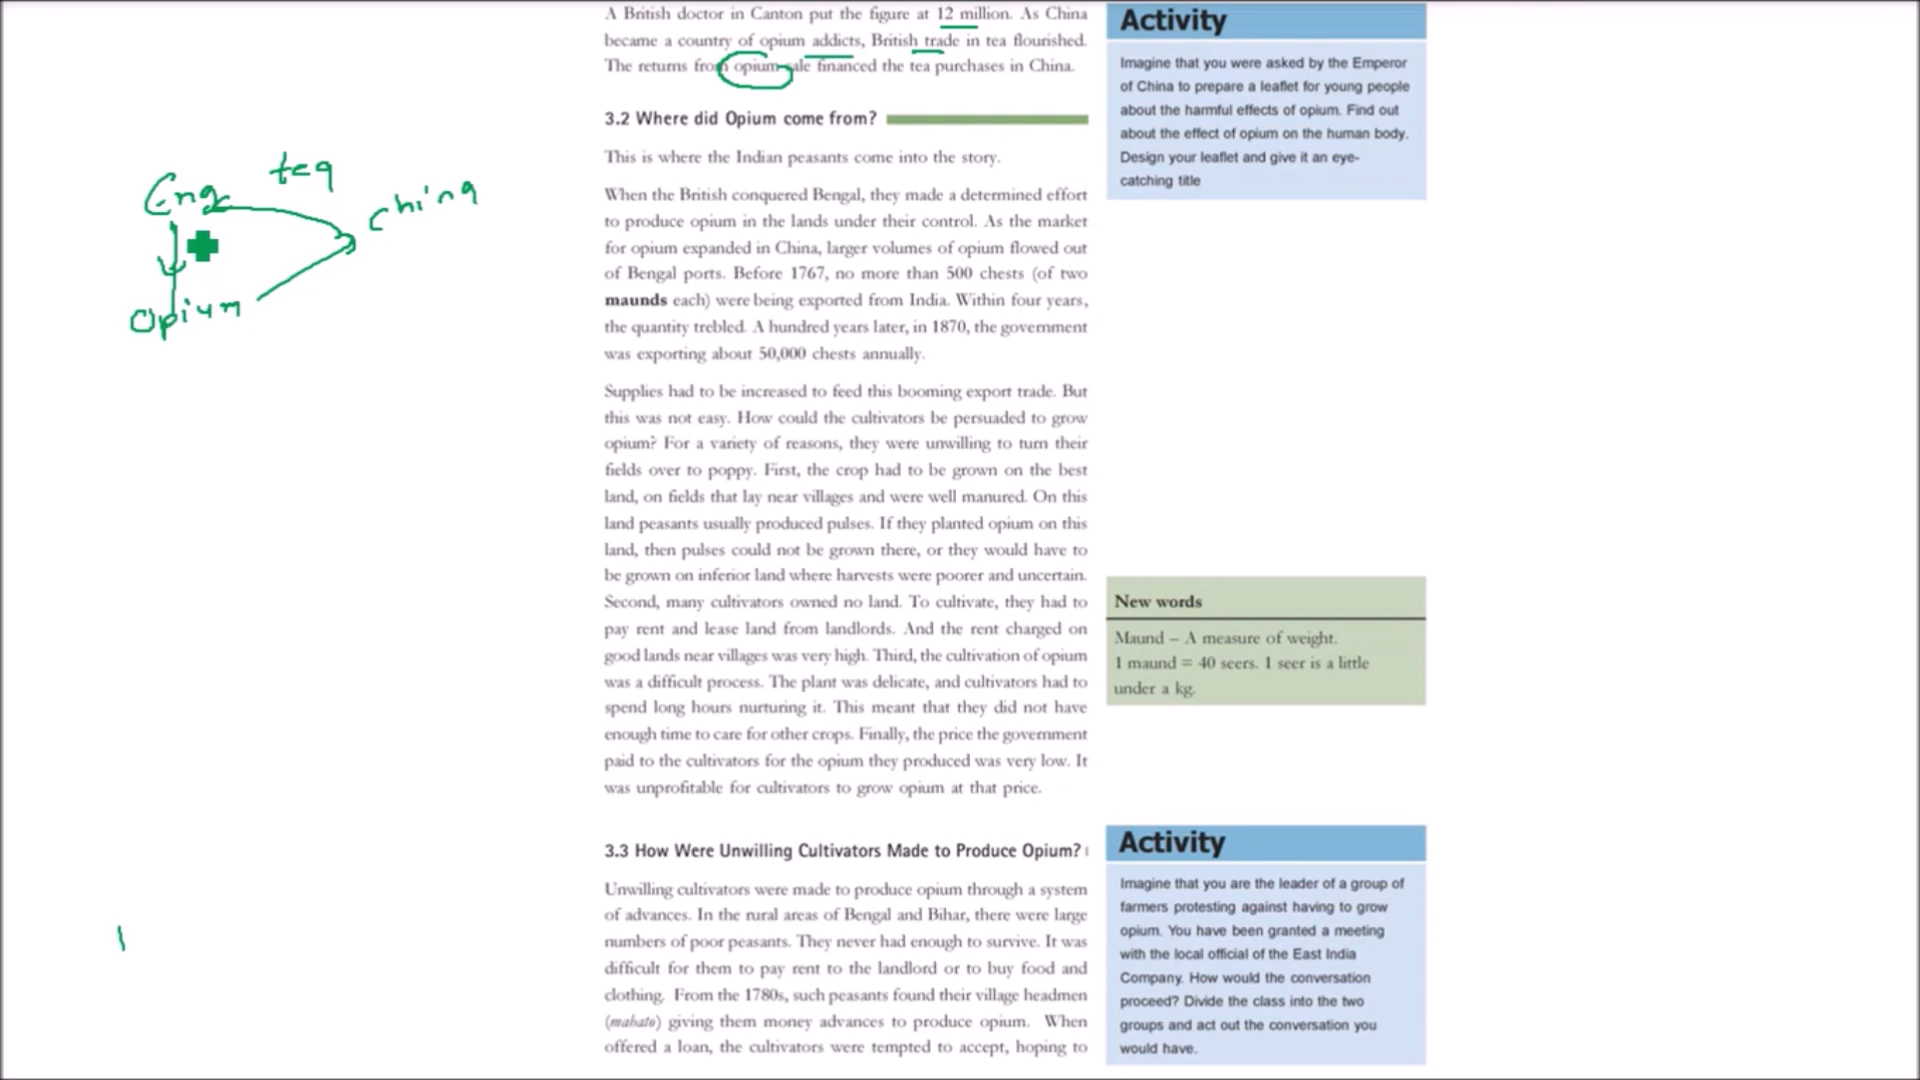 A British doctor in Canton put the figure at 12 million. As China
became a country of opium addicts, British trade in tea flourished.
The returns from opium sale financed the tea purchases in China.
3.2 Where did Opium come from?
This is where the Indian peasants come into the story.
When the British conquered Bengal, they made a determined effort
to produce opium in the lands under their control. As the market
for opium expanded in China, larger volumes of opium flowed out
of Bengal ports. Before 1767, no more than 500 chests (of two
maunds each) were being exported from India. Within four years,
the quantity trebled. A hundred years later, in 1870, the government
was exporting about 50,000 chests annually.
Supplies had to be increased to feed this booming export trade. But
this was not easy. How could the cultivators be persuaded to grow
opium? For a variety of reasons, they were unwilling to turn their
fields over to poppy. First, the crop had to be grown on the best
land, on fields that lay near villages and were well manured. On this
land peasants usually produced pulses. If they planted opium on this
land, then pulses could not be grown there, or they would have to
be grown on inferior land where harvests were poorer and uncertain.
Second, many cultivators owned no land. To cultivate, they had to
pay rent and lease land from landlords. And the rent charged on
good lands near villages was very high. Third, the cultivation of opium
was a difficult process. The plant was delicate, and cultivators had to
spend long hours nurturing it. This meant that they did not have
enough time to care for other crops. Finally, the price the government
paid to the cultivators for the opium they produced was very low. It
was unprofitable for cultivators to grow opium at that price.
3.3 How Were Unwilling Cultivators Made to Produce Opium?
Unwilling cultivators were made to produce opium through a system
of advances. In the rural areas of Bengal and Bihar, there were large
numbers of poor peasants. They never had enough to survive. It was
difficult for them to pay rent to the landlord or to buy food and
clothing. From the 1780s, such peasants found their village headmen
(mahato) giving them money advances to produce opium. When
offered a loan, the cultivators were tempted to accept, hoping to
Activity
Imagine that you were asked by the Emperor
of China to prepare a leaflet for young people
about the harmful effects of opium. Find out
about the effect of opium on the human body.
Design your leaflet and give it an eye-
catching title
New words
Maund – A measure of weight.
1 maund = 40 seers. 1 seer is a little
under a kg.
Activity
Imagine that you are the leader of a group of
farmers protesting against having to grow
opium. You have been granted a meeting
with the local official of the East India
Company. How would the conversation
proceed? Divide the class into the two
groups and act out the conversation you
would have.
tea
Eng
China
Opium